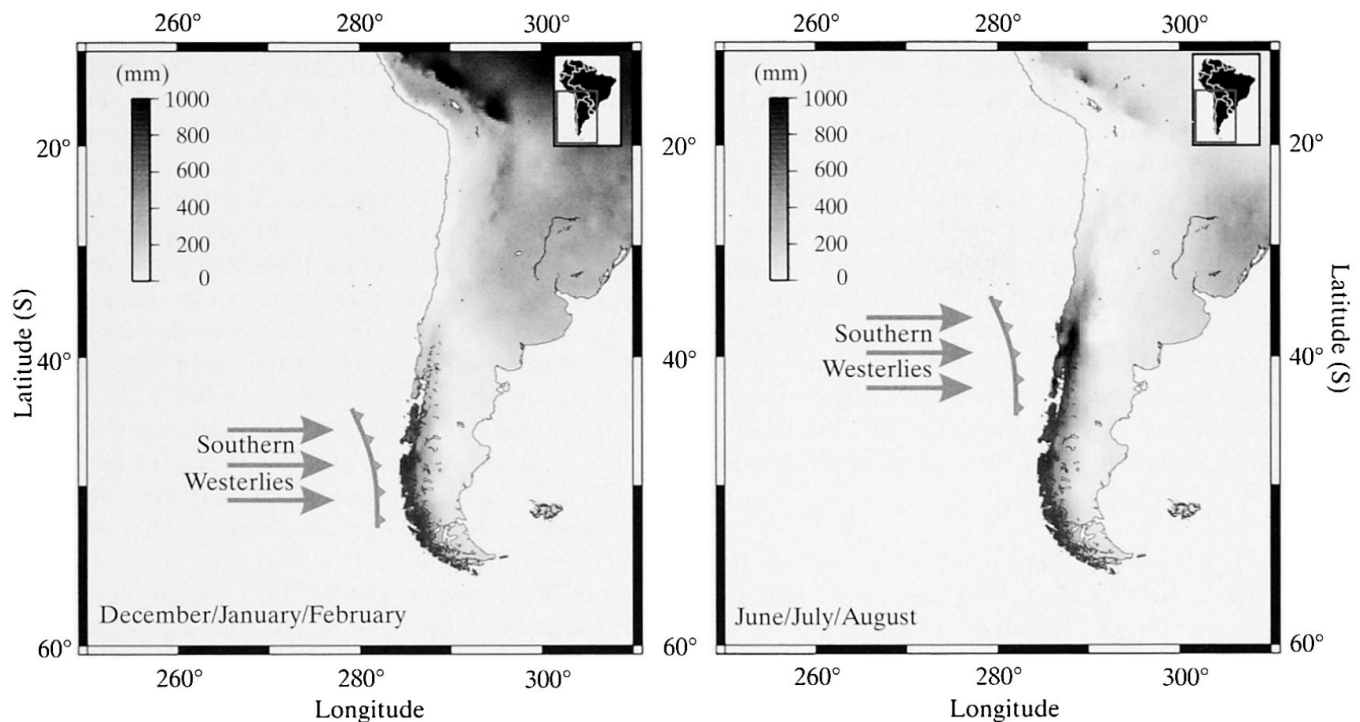 260° 280° 300°
(mm)
1000
800
600
400
200
0
20°
40°
60°
Latitude (S)
Southern
Westerlies
December/January/February
260° 280° 300°
Longitude
260° 280° 300°
(mm)
1000
800
600
400
200
0
20°
40°
60°
20°
40°
60°
Latitude (S)
Southern
Westerlies
June/July/August
260° 280° 300°
Longitude